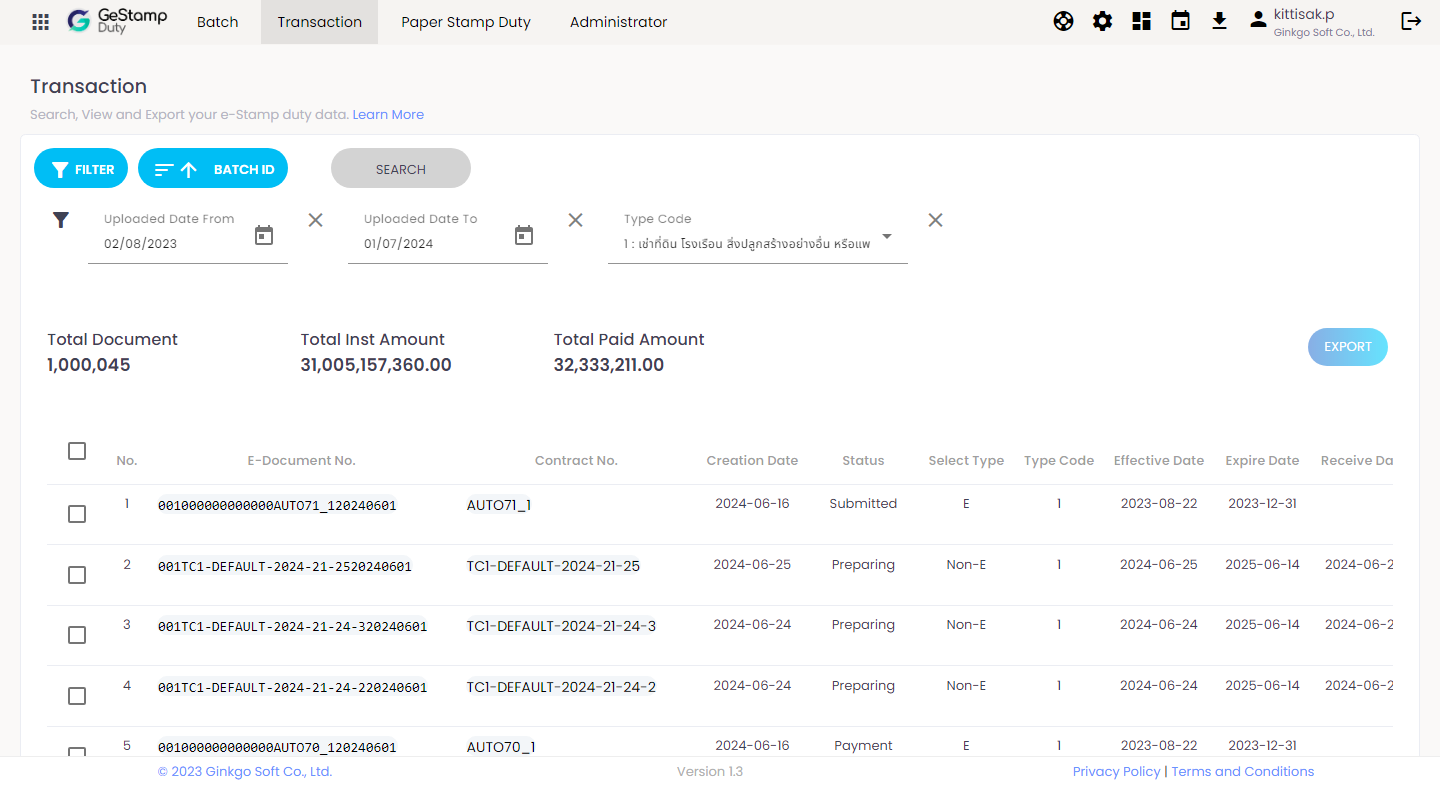 GeStamp
Duty
Batch
Transaction
Paper Stamp Duty
Administrator
kittisak.p
Ginkgo Soft Co., Ltd.
Transaction
Search, View and Export your e-Stamp duty data. Learn More
FILTER
BATCH ID
SEARCH
Uploaded Date From
02/08/2023
Uploaded Date To
01/07/2024
Type Code
1 : เช่าที่ดิน โรงเรือน สิ่งปลูกสร้างอย่างอื่น หรือแพ
Total Document
1,000,045
Total Inst Amount
31,005,157,360.00
Total Paid Amount
32,333,211.00
EXPORT
No. E-Document No. Contract No. Creation Date Status Select Type Type Code Effective Date Expire Date Receive Da
1 001000000000000AUTO71_120240601 AUTO71_1 2024-06-16 Submitted E 1 2023-08-22 2023-12-31
2 001TC1-DEFAULT-2024-21-2520240601 TC1-DEFAULT-2024-21-25 2024-06-25 Preparing Non-E 1 2024-06-25 2025-06-14 2024-06-2
3 001TC1-DEFAULT-2024-21-24-320240601 TC1-DEFAULT-2024-21-24-3 2024-06-24 Preparing Non-E 1 2024-06-24 2025-06-14 2024-06-2
4 001TC1-DEFAULT-2024-21-24-220240601 TC1-DEFAULT-2024-21-24-2 2024-06-24 Preparing Non-E 1 2024-06-24 2025-06-14 2024-06-2
5 001000000000000AUTO70_120240601 AUTO70_1 2024-06-16 Payment E 1 2023-08-22 2023-12-31
© 2023 Ginkgo Soft Co., Ltd.
Version 1.3
Privacy Policy | Terms and Conditions